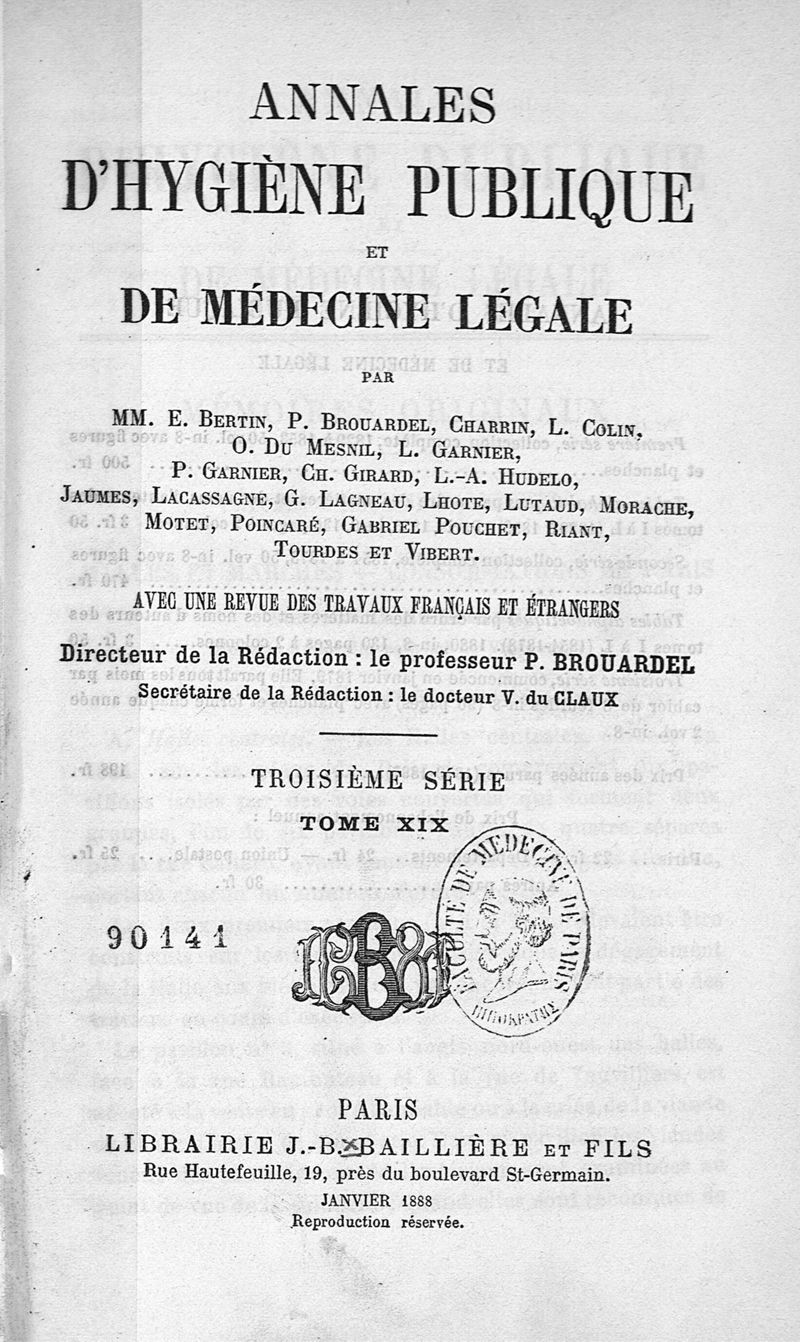 ANNALES
D'HYGIÈNE PUBLIQUE
ET
DE MÉDECINE LÉGALE
PAR
MM. E. BERTIN, P. BROUARDEL, CHARRIN, L. COLIN,
O. DU MESNIL, L. GARNIER,
P. GARNIER, CH. GIRARD, L.-A. HUDELO,
JAUMES, LACASSAGNE, G. LAGNEAU, LHOTE, LUTAUD, MORACHE,
MOTET, POINCARÉ, GABRIEL POUCHET, RIANT,
TOURDES ET VIBERT.
AVEC UNE REVUE DES TRAVAUX FRANÇAIS ET ÉTRANGERS
Directeur de la Rédaction : le professeur P. BROUARDEL
Secrétaire de la Rédaction : le docteur V. du CLAUX
TROISIÈME SÉRIE
TOME XIX
90141
FACULTÉ DE MEDECINE DE PARIS
PARIS
LIBRAIRIE J.-B. BAILLIÈRE ET FILS
Rue Hautefeuille, 19, près du boulevard St-Germain.
JANVIER 1888
Reproduction réservée.